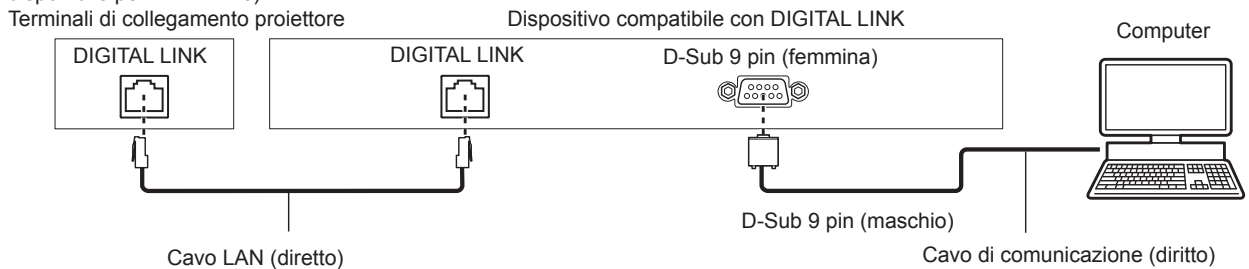 Terminali di collegamento proiettore
Dispositivo compatibile con DIGITAL LINK
Computer
DIGITAL LINK
DIGITAL LINK
D-Sub 9 pin (femmina)
D-Sub 9 pin (maschio)
Cavo LAN (diretto)
Cavo di comunicazione (diritto)